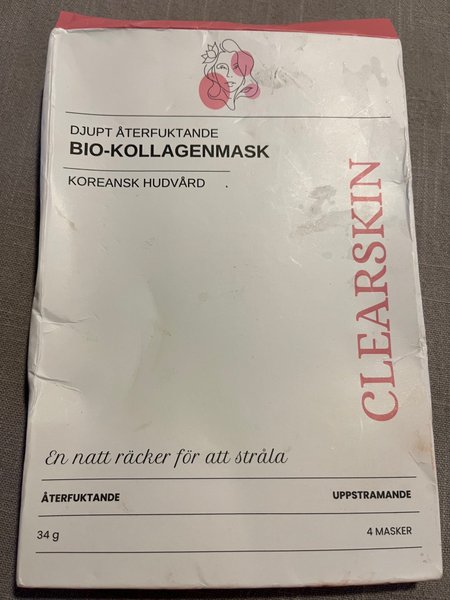 DJUPT ÅTERFUKTANDE
BIO-KOLLAGENMASK
KOREANSK HUDVÅRD .
CLEARSKIN
En natt räcker för att stråla
ÅTERFUKTANDE
UPPSTRAMANDE
34 g
4 MASKER